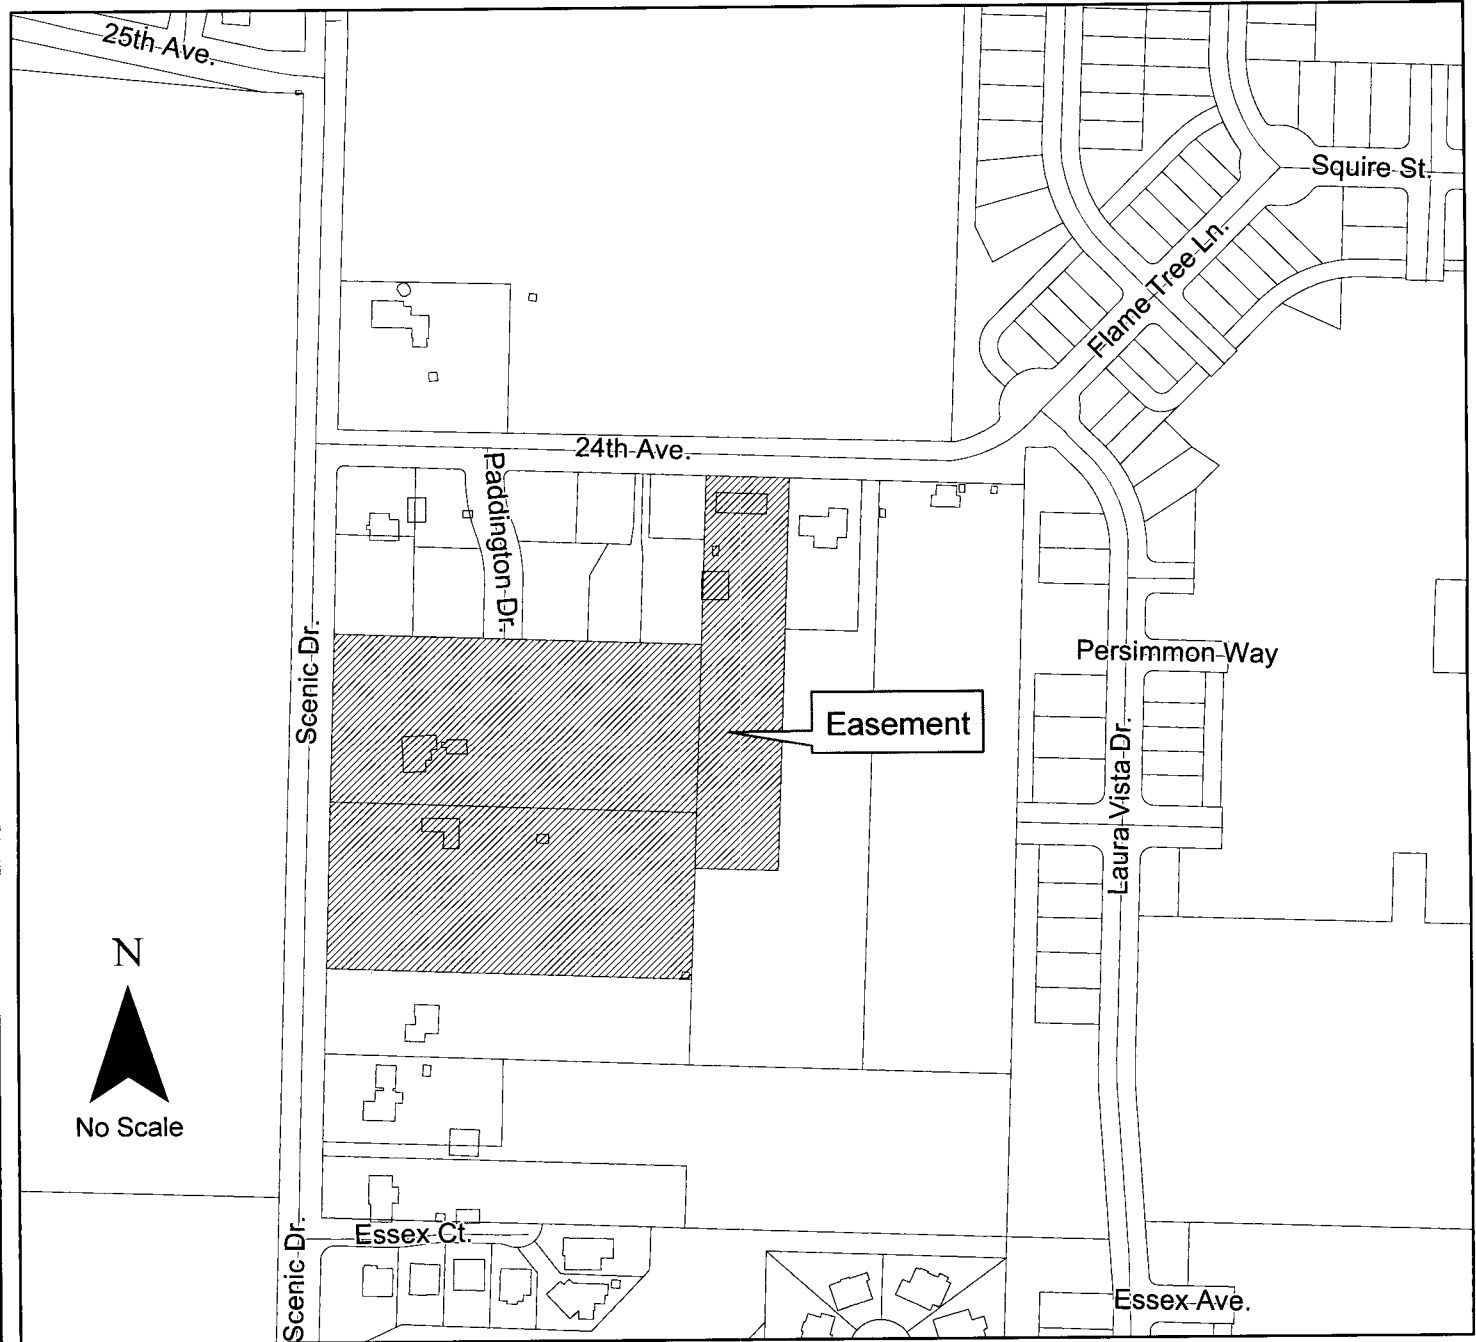 25th Ave.
Squire St.
Flame Tree Ln.
24th Ave.
Paddington Dr.
Scenic Dr.
Persimmon Way
Easement
Laura Vista Dr.
N
No Scale
Scenic Dr.
Essex Ct.
Essex Ave.